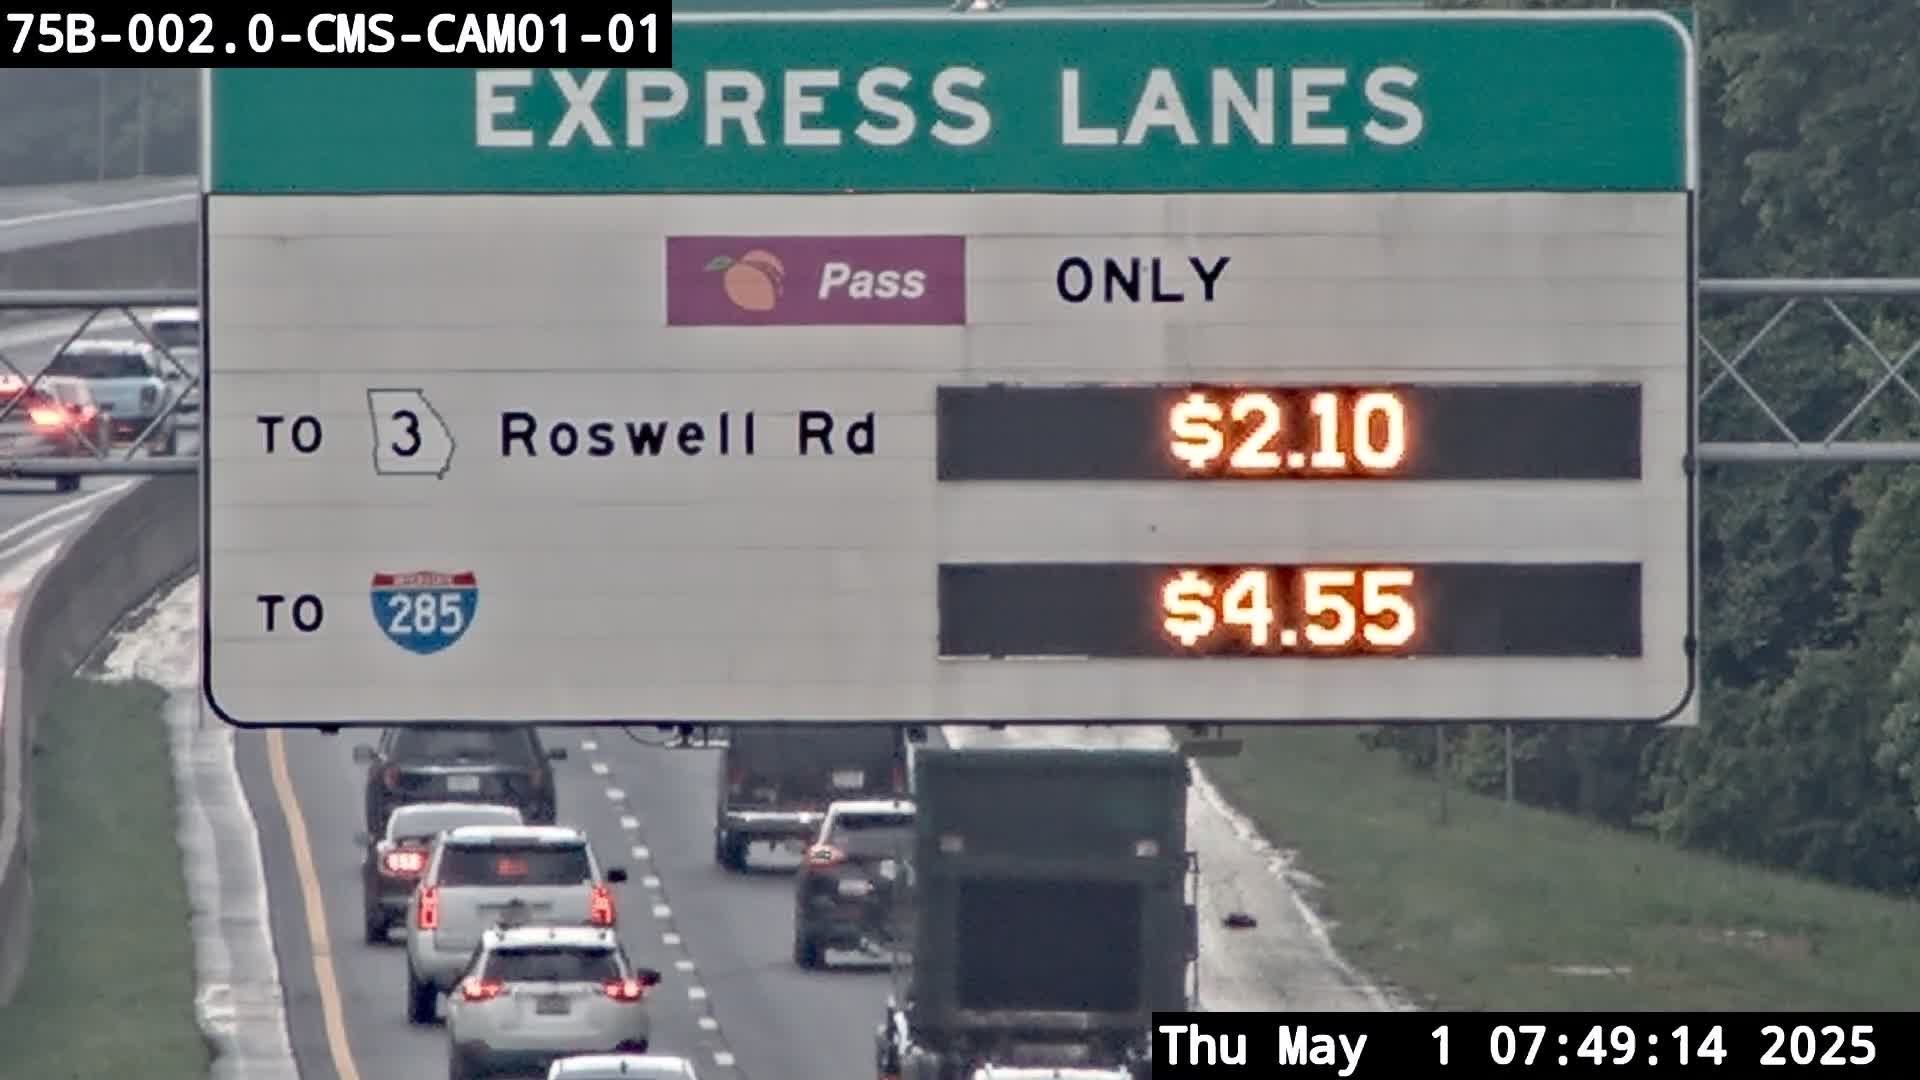 75B-002.0-CMS-CAM01-01
EXPRESS LANES
Pass ONLY
TO 3 Roswell Rd $2.10
TO INTERSTATE 285 $4.55
Thu May 1 07:49:14 2025